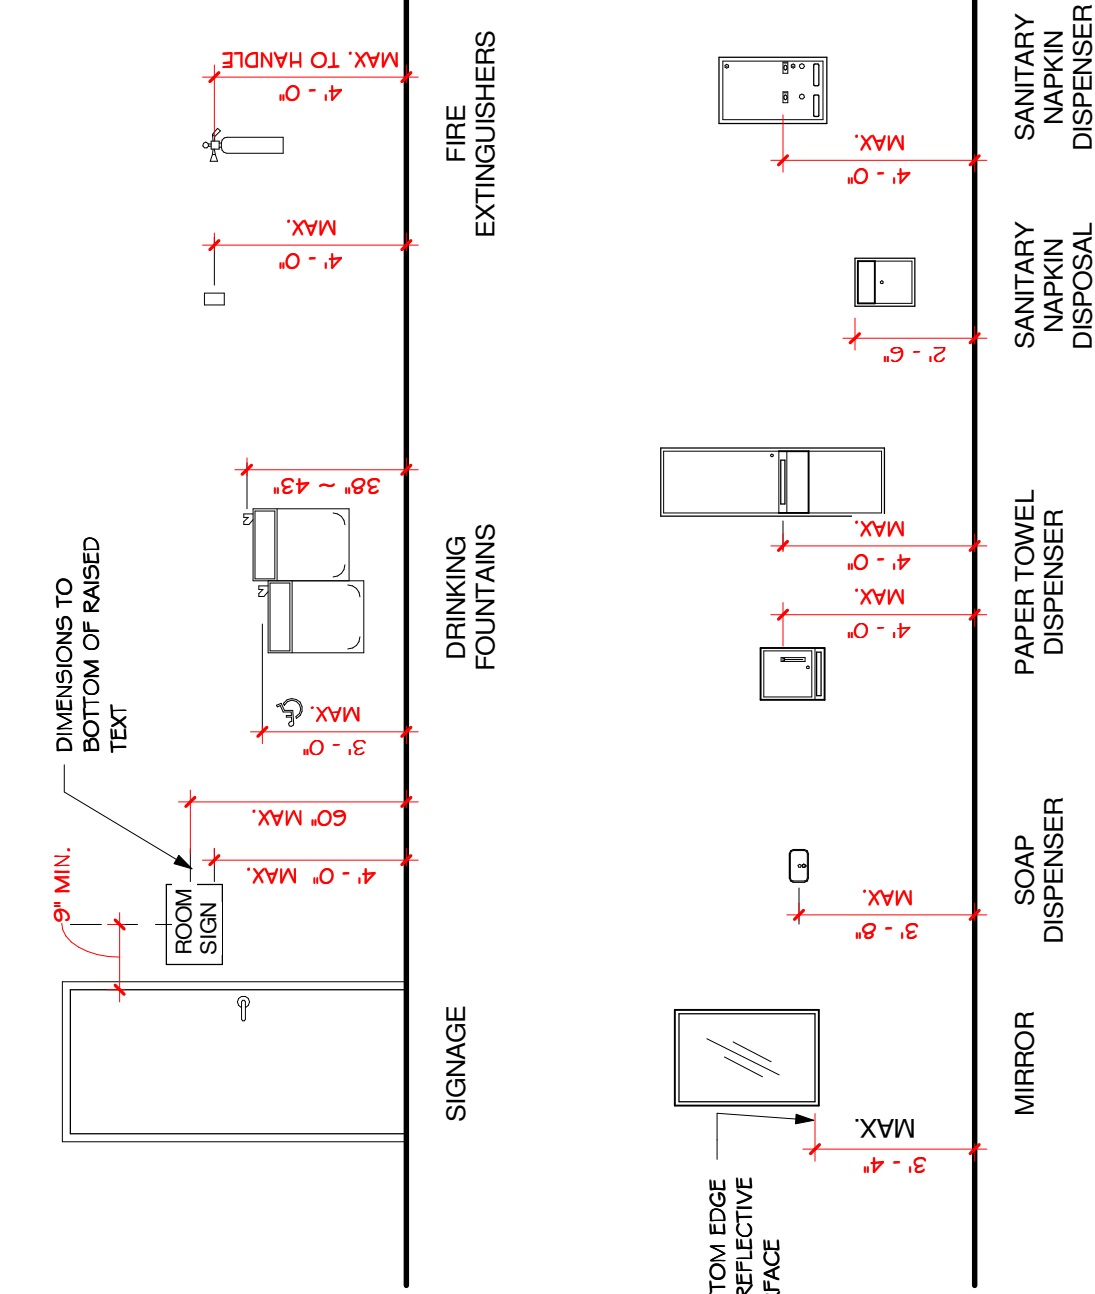 9" MIN.
ROOM
SIGN
4' - 0" MAX.
60" MAX.
DIMENSIONS TO
BOTTOM OF RAISED
TEXT
SIGNAGE
3' - 0"
MAX.
38" ~ 43"
DRINKING
FOUNTAINS
4' - 0"
MAX.
4' - 0"
MAX. TO HANDLE
FIRE
EXTINGUISHERS
TOM EDGE
REFLECTIVE
FACE
3' - 4"
MAX.
MIRROR
3' - 8"
MAX.
SOAP
DISPENSER
4' - 0"
MAX.
4' - 0"
MAX.
PAPER TOWEL
DISPENSER
2' - 6"
SANITARY
NAPKIN
DISPOSAL
4' - 0"
MAX.
SANITARY
NAPKIN
DISPENSER